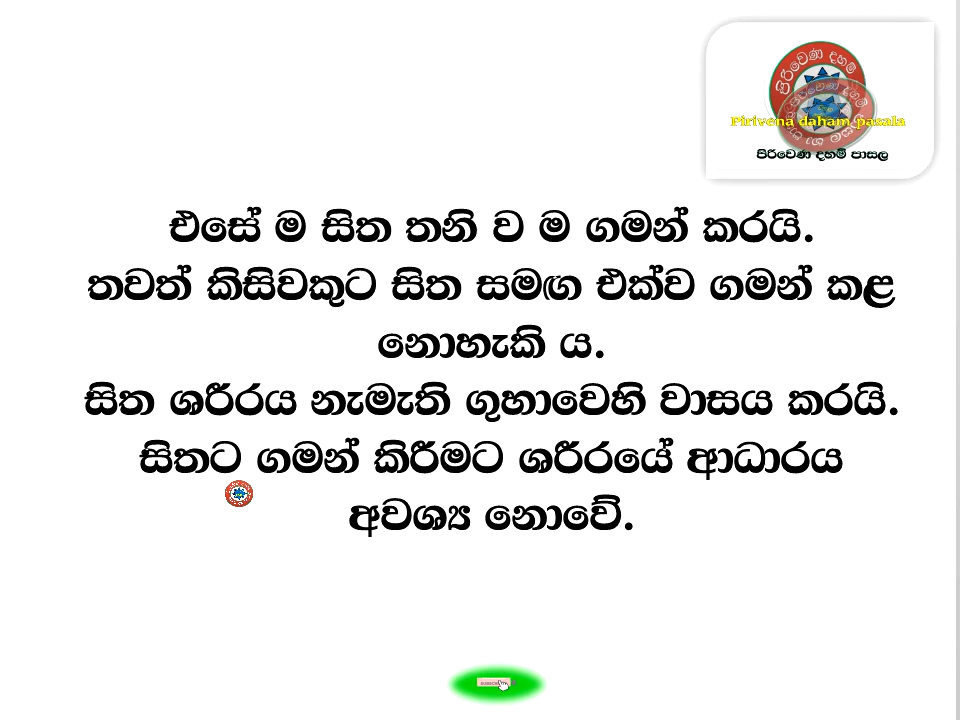 පිරිවෙණ දහම්
Pirivena daham pasala
පිරිවෙණ දහම් පාසල
එසේ ම සිත තනි ව ම ගමන් කරයි.
තවත් කිසිවකුට සිත සමඟ එක්ව ගමන් කළ
නොහැකි ය.
සිත ශරීරය නැමැති ගුහාවෙහි වාසය කරයි.
සිතට ගමන් කිරීමට ශරීරයේ ආධාරය
අවශ්‍ය නොවේ.